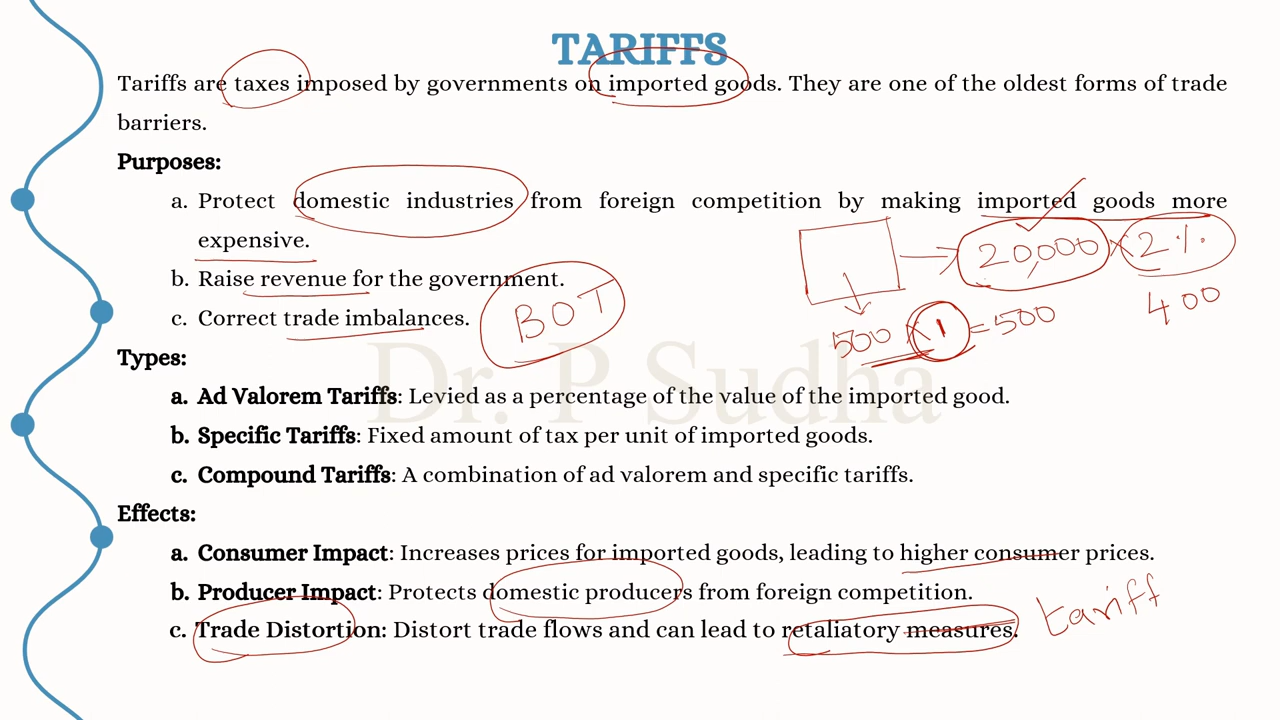 TARIFFS
Tariffs are taxes imposed by governments on imported goods. They are one of the oldest forms of trade
barriers.
Purposes:
a. Protect domestic industries from foreign competition by making imported goods more
expensive.
20,000 × 2%
b. Raise revenue for the government.
400
c. Correct trade imbalances.
BOT
500 × 1 = 500
Types:
Dr. P Sudha
a. Ad Valorem Tariffs: Levied as a percentage of the value of the imported good.
b. Specific Tariffs: Fixed amount of tax per unit of imported goods.
c. Compound Tariffs: A combination of ad valorem and specific tariffs.
Effects:
a. Consumer Impact: Increases prices for imported goods, leading to higher consumer prices.
b. Producer Impact: Protects domestic producers from foreign competition.
c. Trade Distortion: Distort trade flows and can lead to retaliatory measures.
tariff